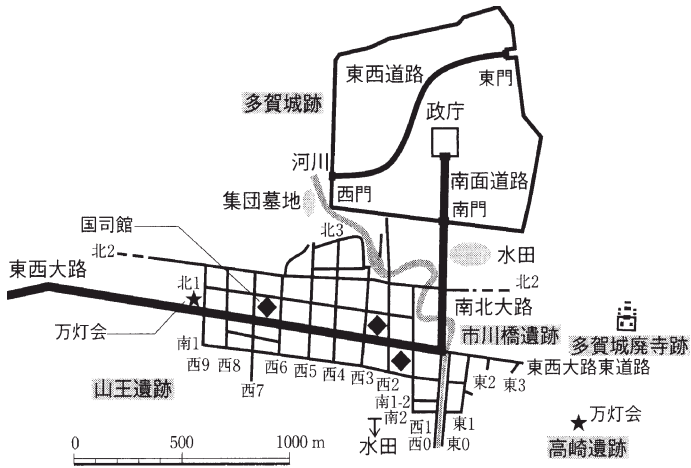 東西道路
東門
多賀城跡
政庁
河川
西門
南面道路
集団墓地
南門
国司館
北3
水田
北2
東西大路
北1
北2
南北大路
万灯会
市川橋遺跡
多賀城廃寺跡
南1
西9
西8
西7
西6
西5
西4
西3
西2
東2
東3
東西大路東道路
山王遺跡
南1-2
南2
西1
東1
万灯会
水田
西0
東0
高崎遺跡
0
500
1000 m